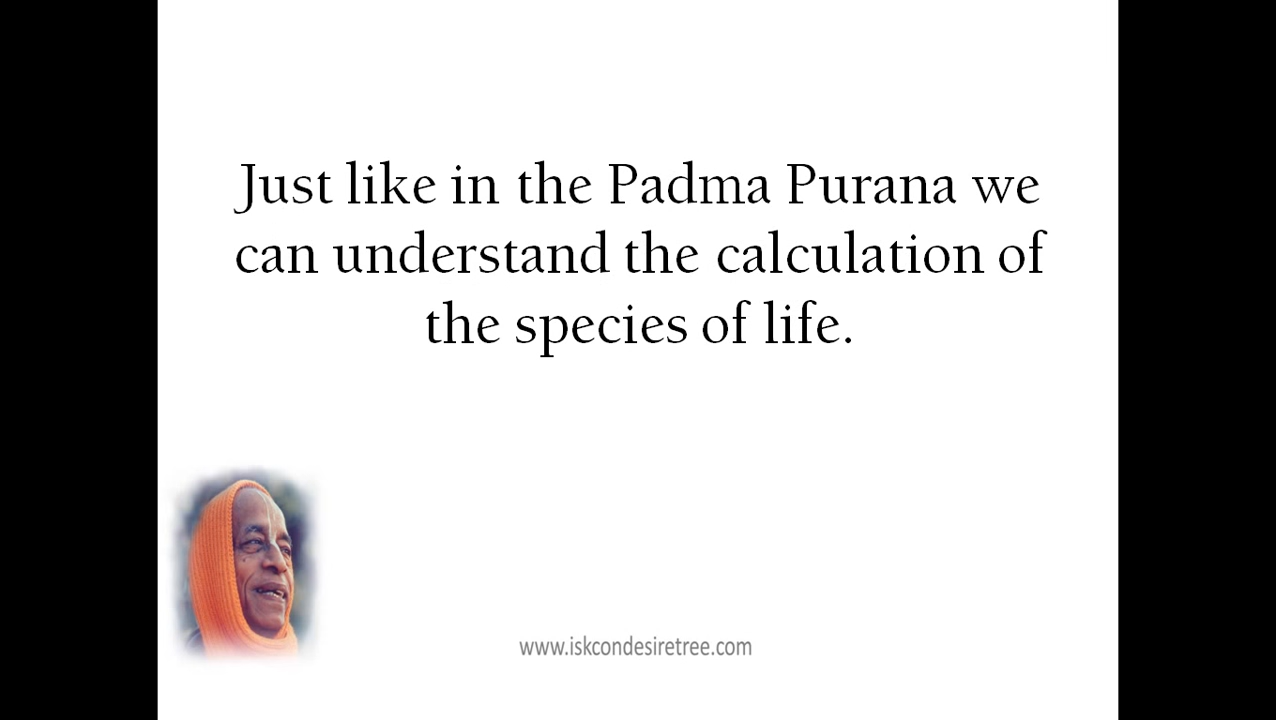 Just like in the Padma Purana we
can understand the calculation of
the species of life.
www.iskcondesiretree.com